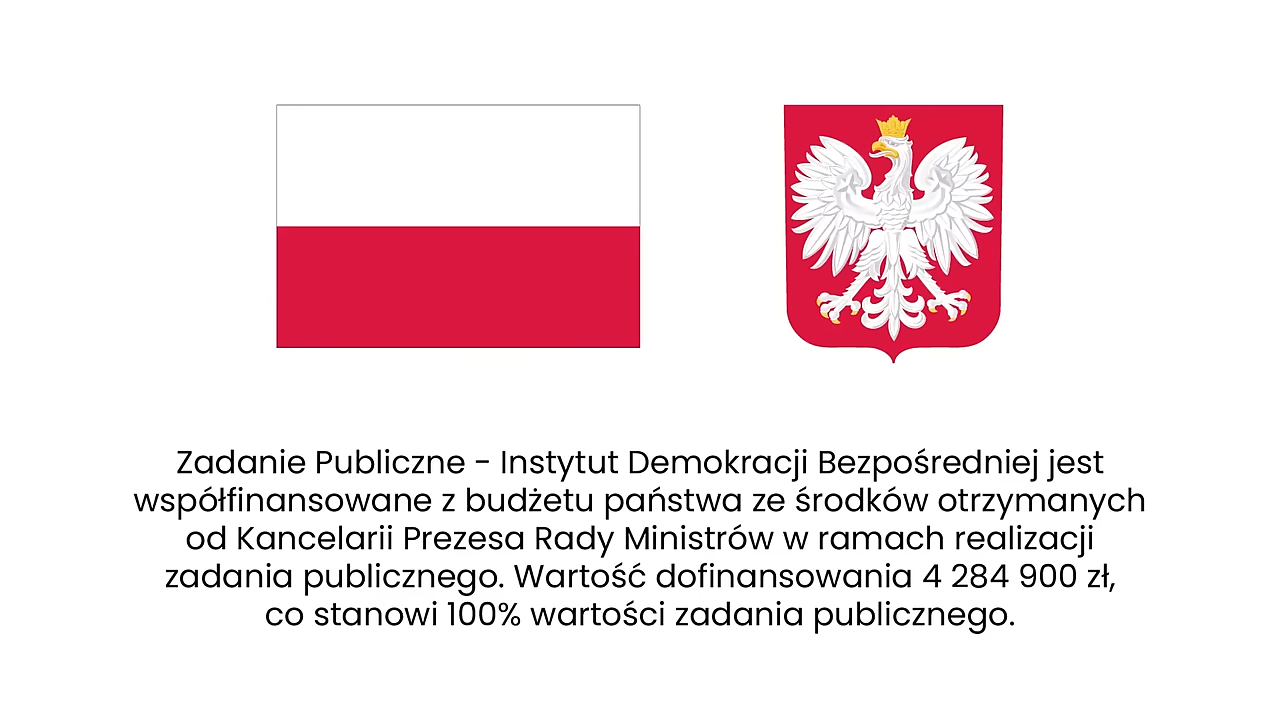 Zadanie Publiczne - Instytut Demokracji Bezpośredniej jest
współfinansowane z budżetu państwa ze środków otrzymanych
od Kancelarii Prezesa Rady Ministrów w ramach realizacji
zadania publicznego. Wartość dofinansowania 4 284 900 zł,
co stanowi 100% wartości zadania publicznego.